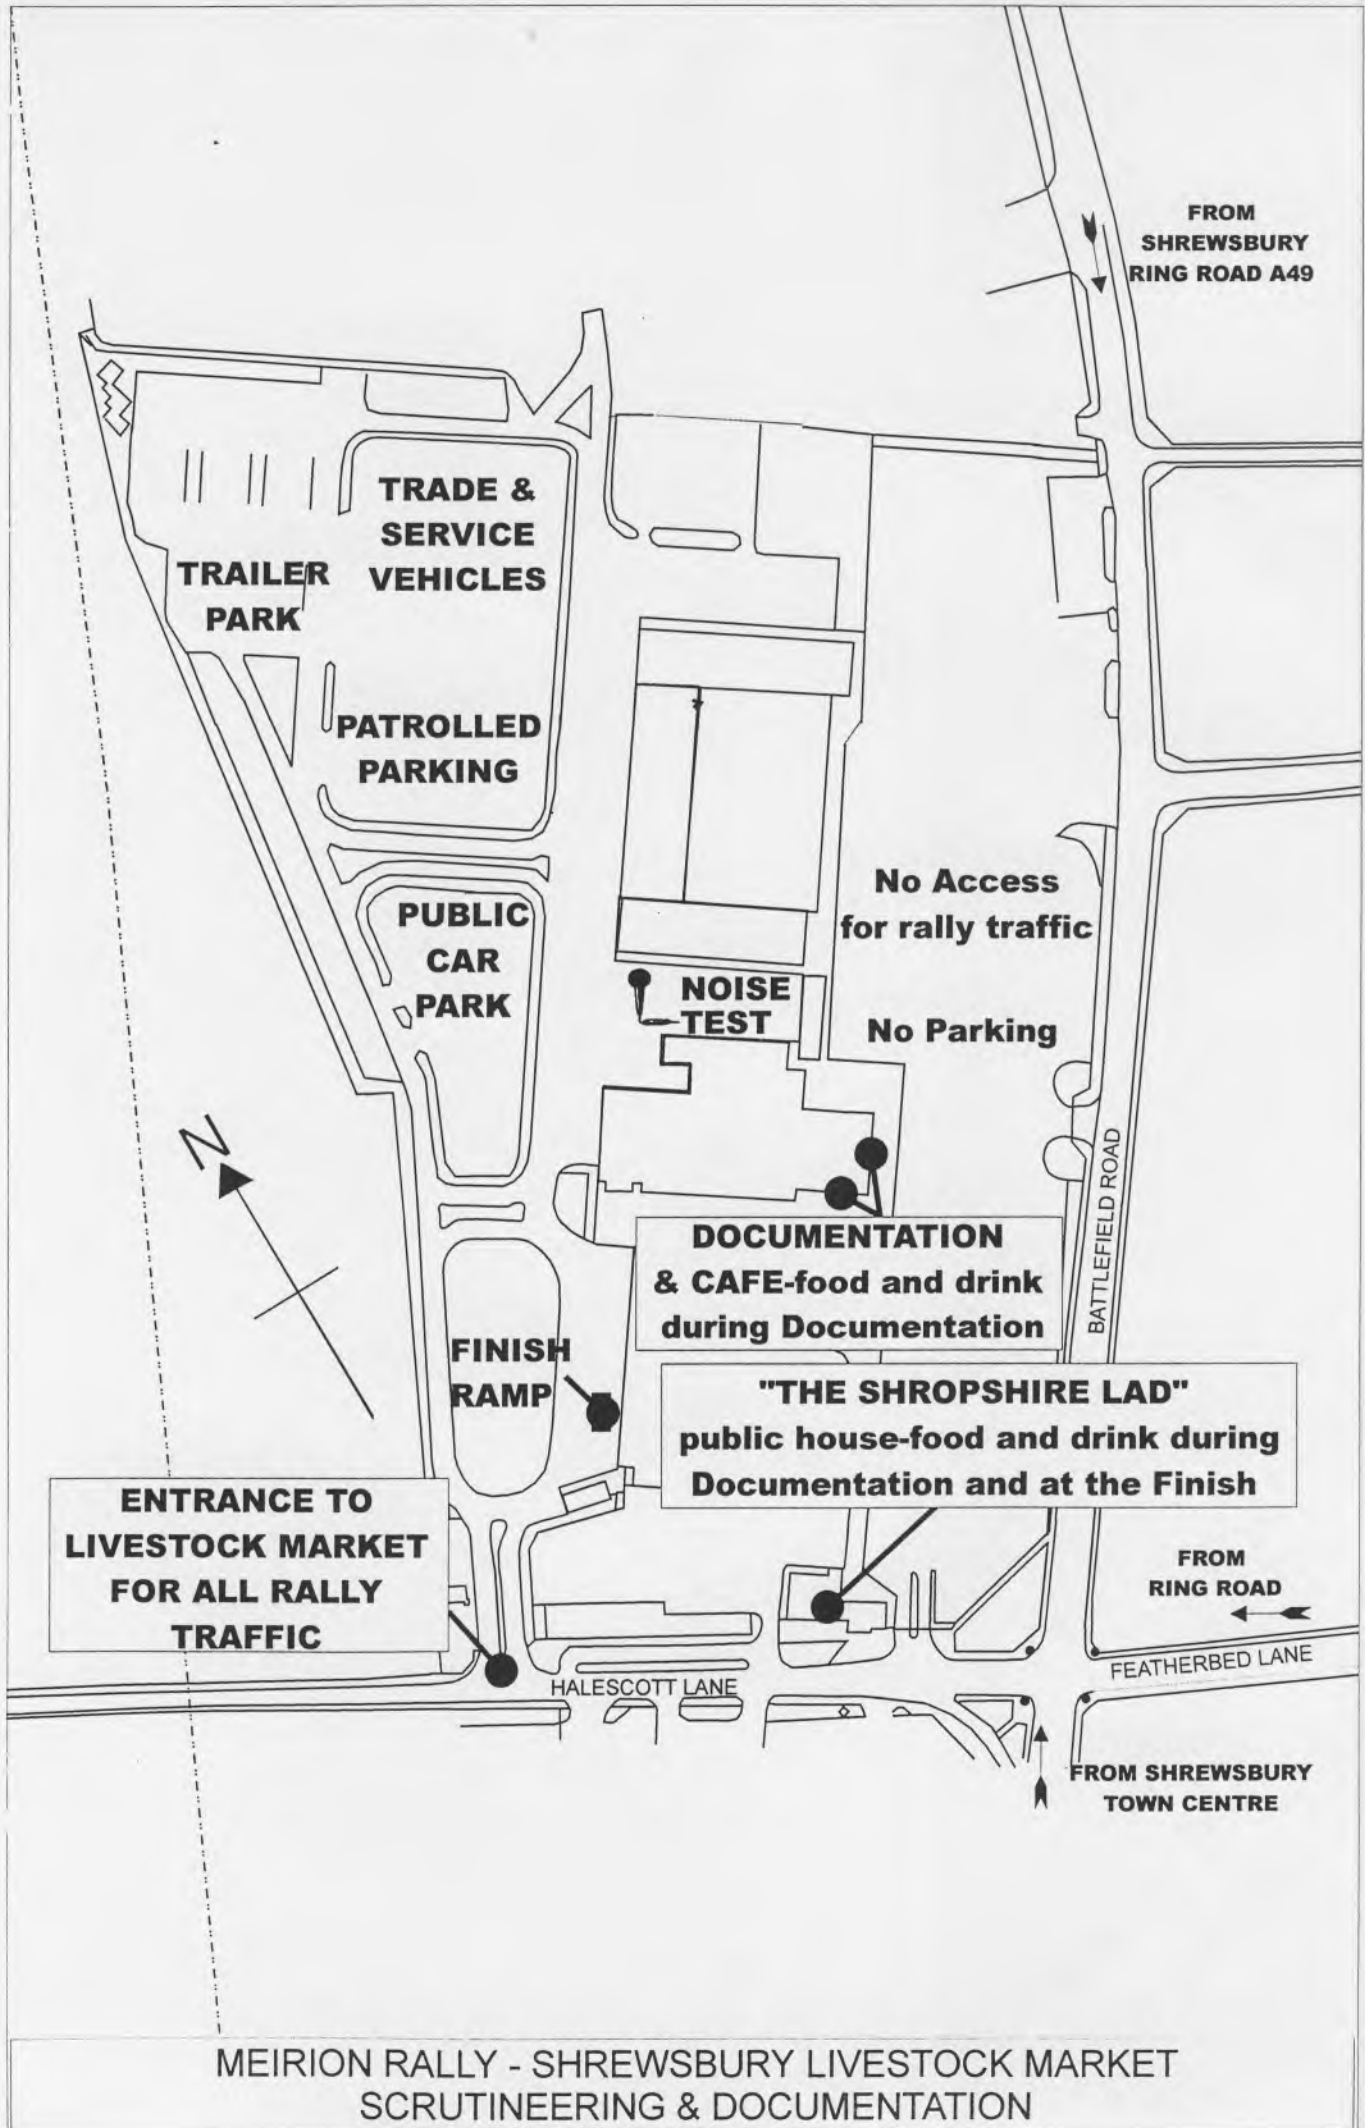 FROM
SHREWSBURY
RING ROAD A49
TRADE &
SERVICE
VEHICLES
TRAILER
PARK
PATROLLED
PARKING
No Access
for rally traffic
PUBLIC
CAR
PARK
NOISE
TEST
No Parking
N
BATTLEFIELD ROAD
DOCUMENTATION
& CAFE-food and drink
during Documentation
FINISH
RAMP
"THE SHROPSHIRE LAD"
public house-food and drink during
Documentation and at the Finish
ENTRANCE TO
LIVESTOCK MARKET
FOR ALL RALLY
TRAFFIC
FROM
RING ROAD
FEATHERBED LANE
HALESCOTT LANE
FROM SHREWSBURY
TOWN CENTRE
MEIRION RALLY - SHREWSBURY LIVESTOCK MARKET
SCRUTINEERING & DOCUMENTATION